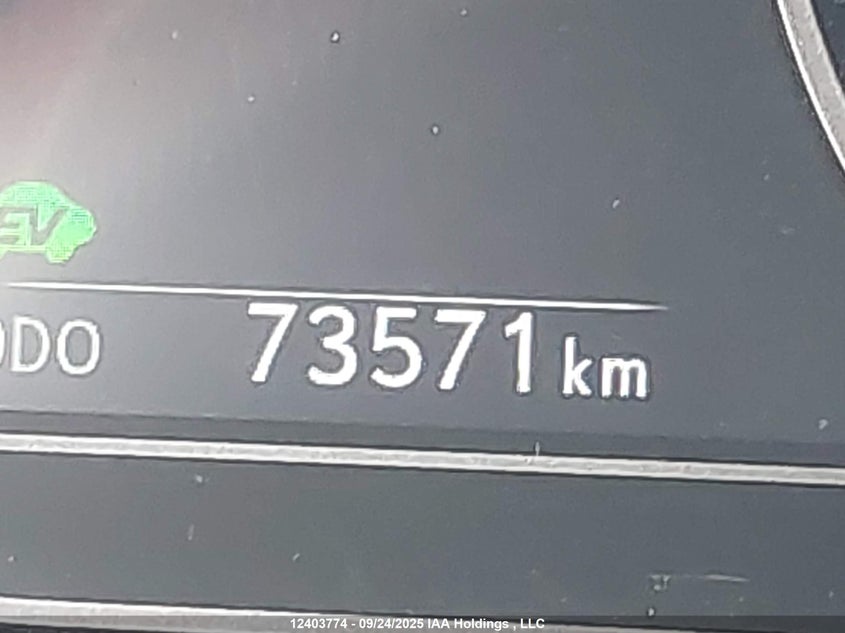 EV
ODO 73571 km
12403774 - 09/24/2025 IAA Holdings , LLC